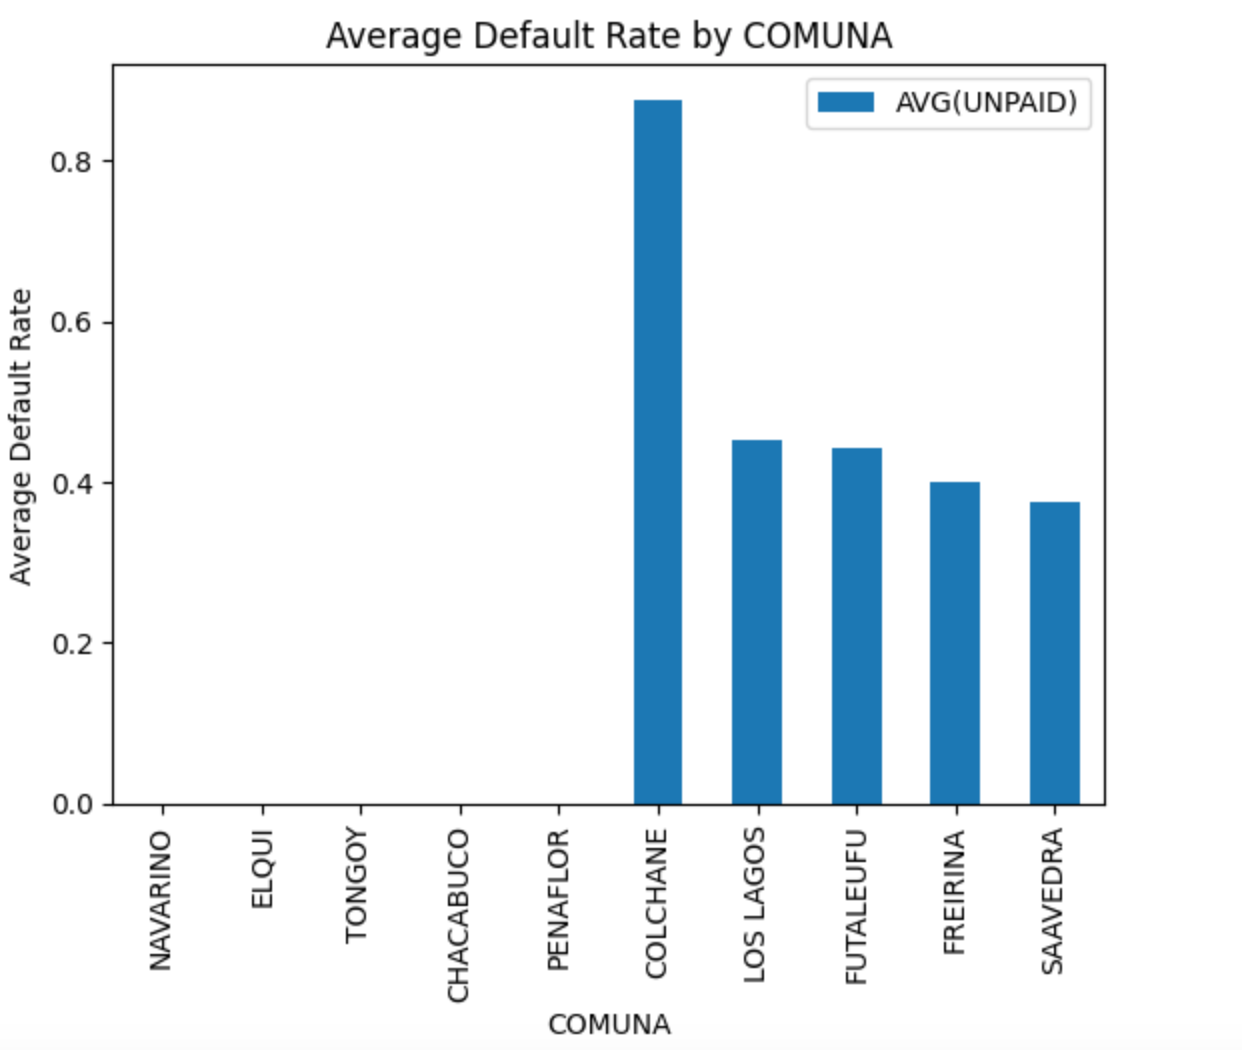 Average Default Rate by COMUNA
AVG(UNPAID)
Average Default Rate
0.8
0.6
0.4
0.2
0.0
NAVARINO
ELQUI
TONGOY
CHACABUCO
PENAFLOR
COLCHANE
LOS LAGOS
FUTALEUFU
FREIRINA
SAAVEDRA
COMUNA